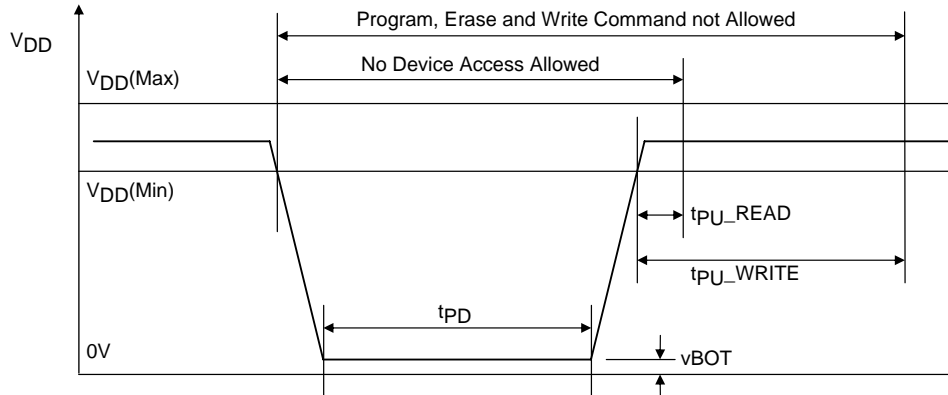 Program, Erase and Write Command not Allowed
VDD
No Device Access Allowed
VDD(Max)
VDD(Min)
tPU_READ
tPU_WRITE
tPD
0V
vBOT